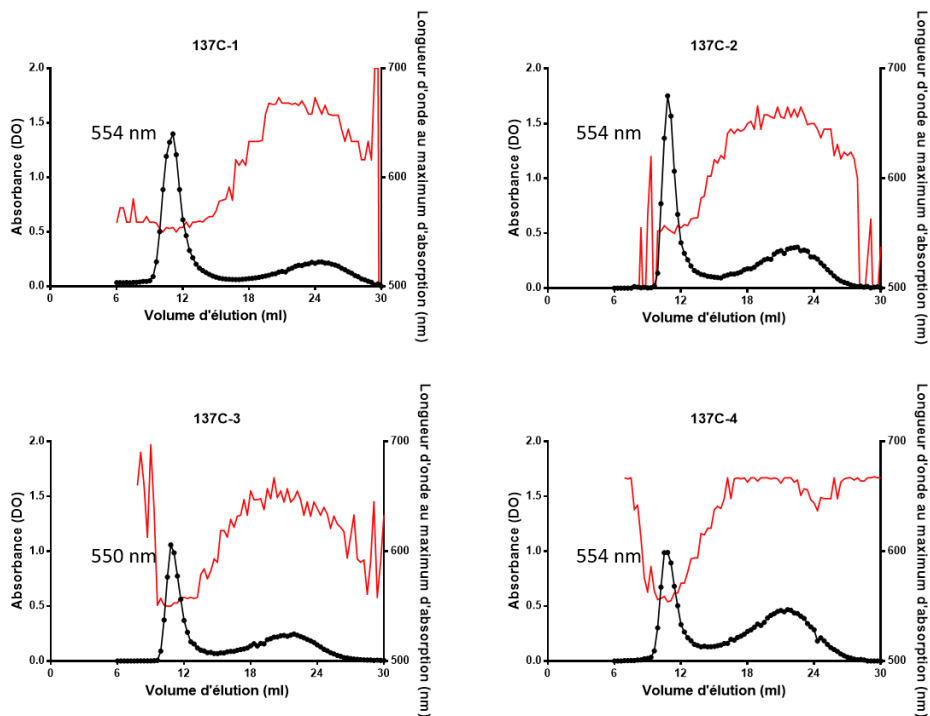 137C-1
Absorbance (DO)
2.0
1.5
1.0
0.5
0.0
554 nm
700
600
500
Longueur d'onde au maximum d'absorption (nm)
0
6
12
18
24
30
Volume d'élution (ml)
137C-2
Absorbance (DO)
2.0
1.5
1.0
0.5
0.0
554 nm
700
600
500
Longueur d'onde au maximum d'absorption (nm)
0
6
12
18
24
30
Volume d'élution (ml)
137C-3
Absorbance (DO)
2.0
1.5
1.0
0.5
0.0
550 nm
700
600
500
Longueur d'onde au maximum d'absorption (nm)
0
6
12
18
24
30
Volume d'élution (ml)
137C-4
Absorbance (DO)
2.0
1.5
1.0
0.5
0.0
554 nm
700
600
500
Longueur d'onde au maximum d'absorption (nm)
0
6
12
18
24
30
Volume d'élution (ml)